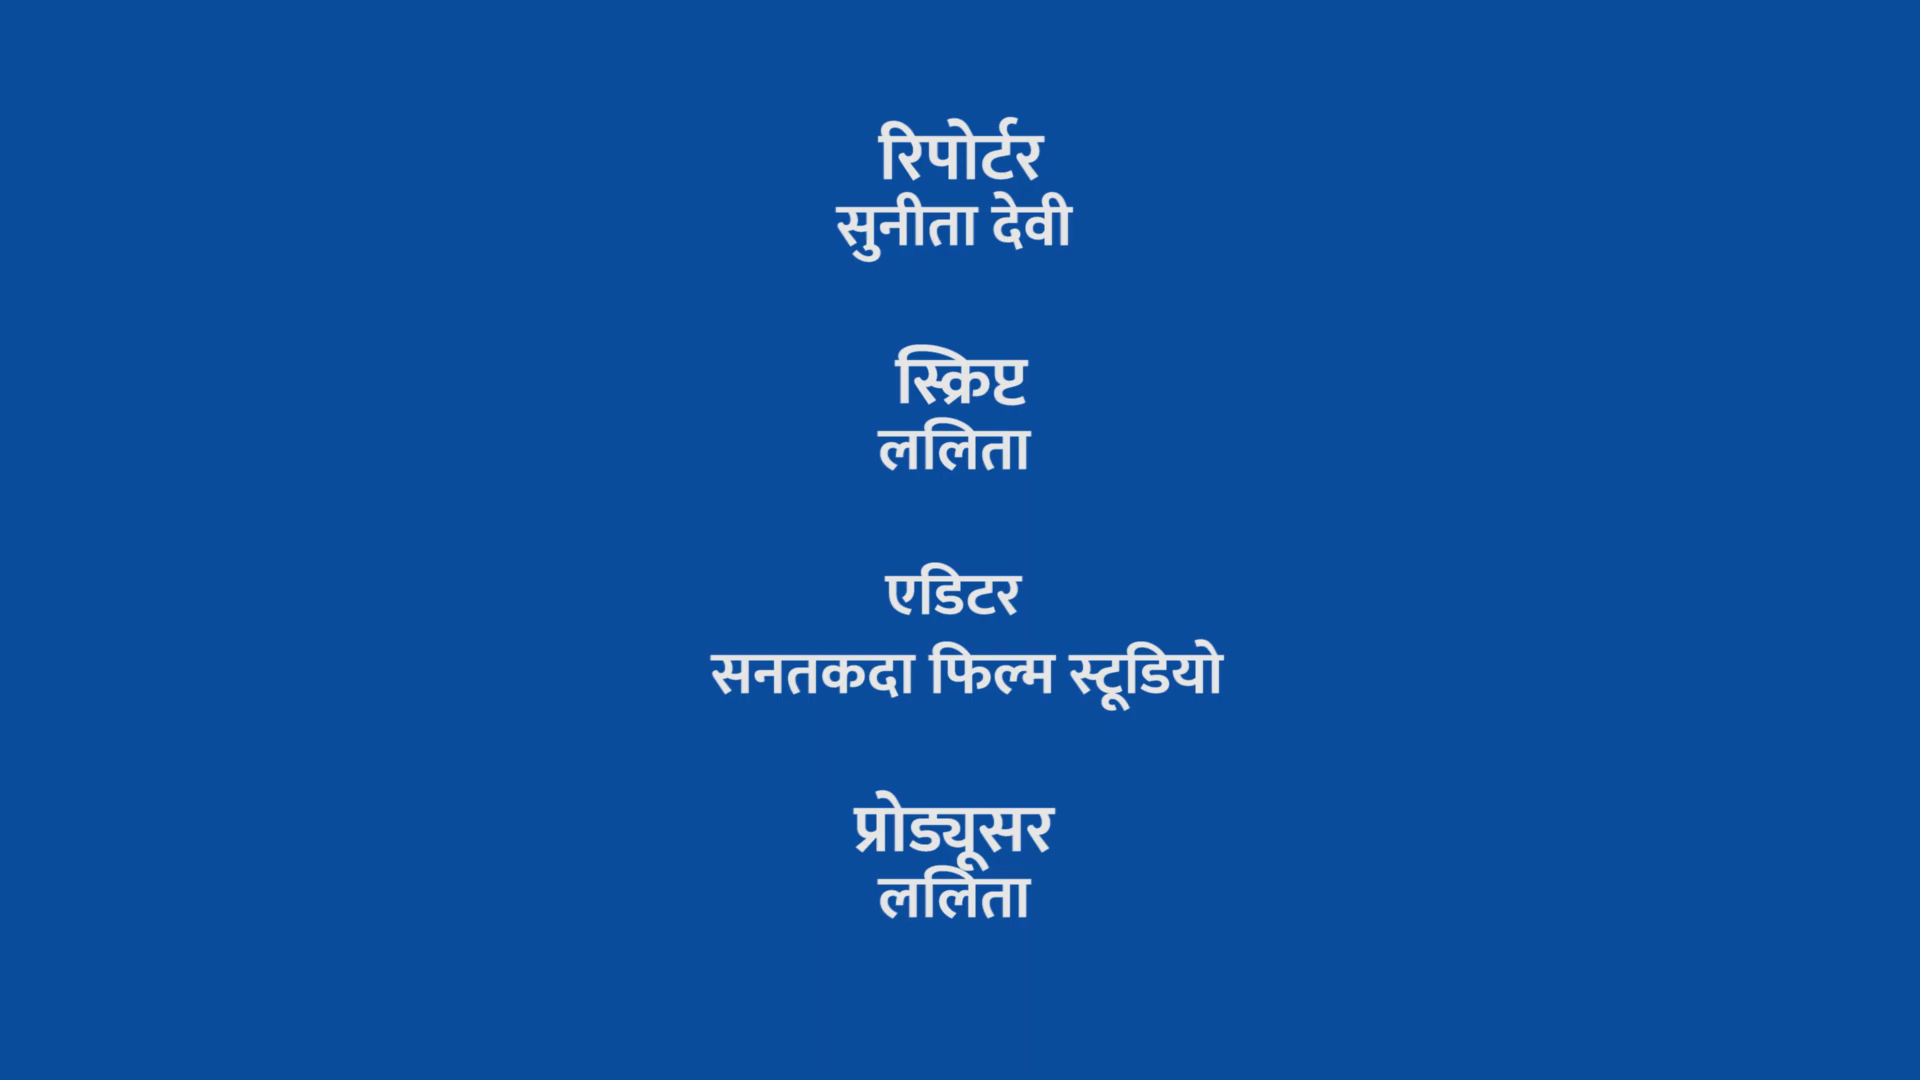 रिपोर्टर
सुनीता देवी
स्क्रिप्ट
ललिता
एडिटर
सनतकदा फिल्म स्टूडियो
प्रोड्यूसर
ललिता